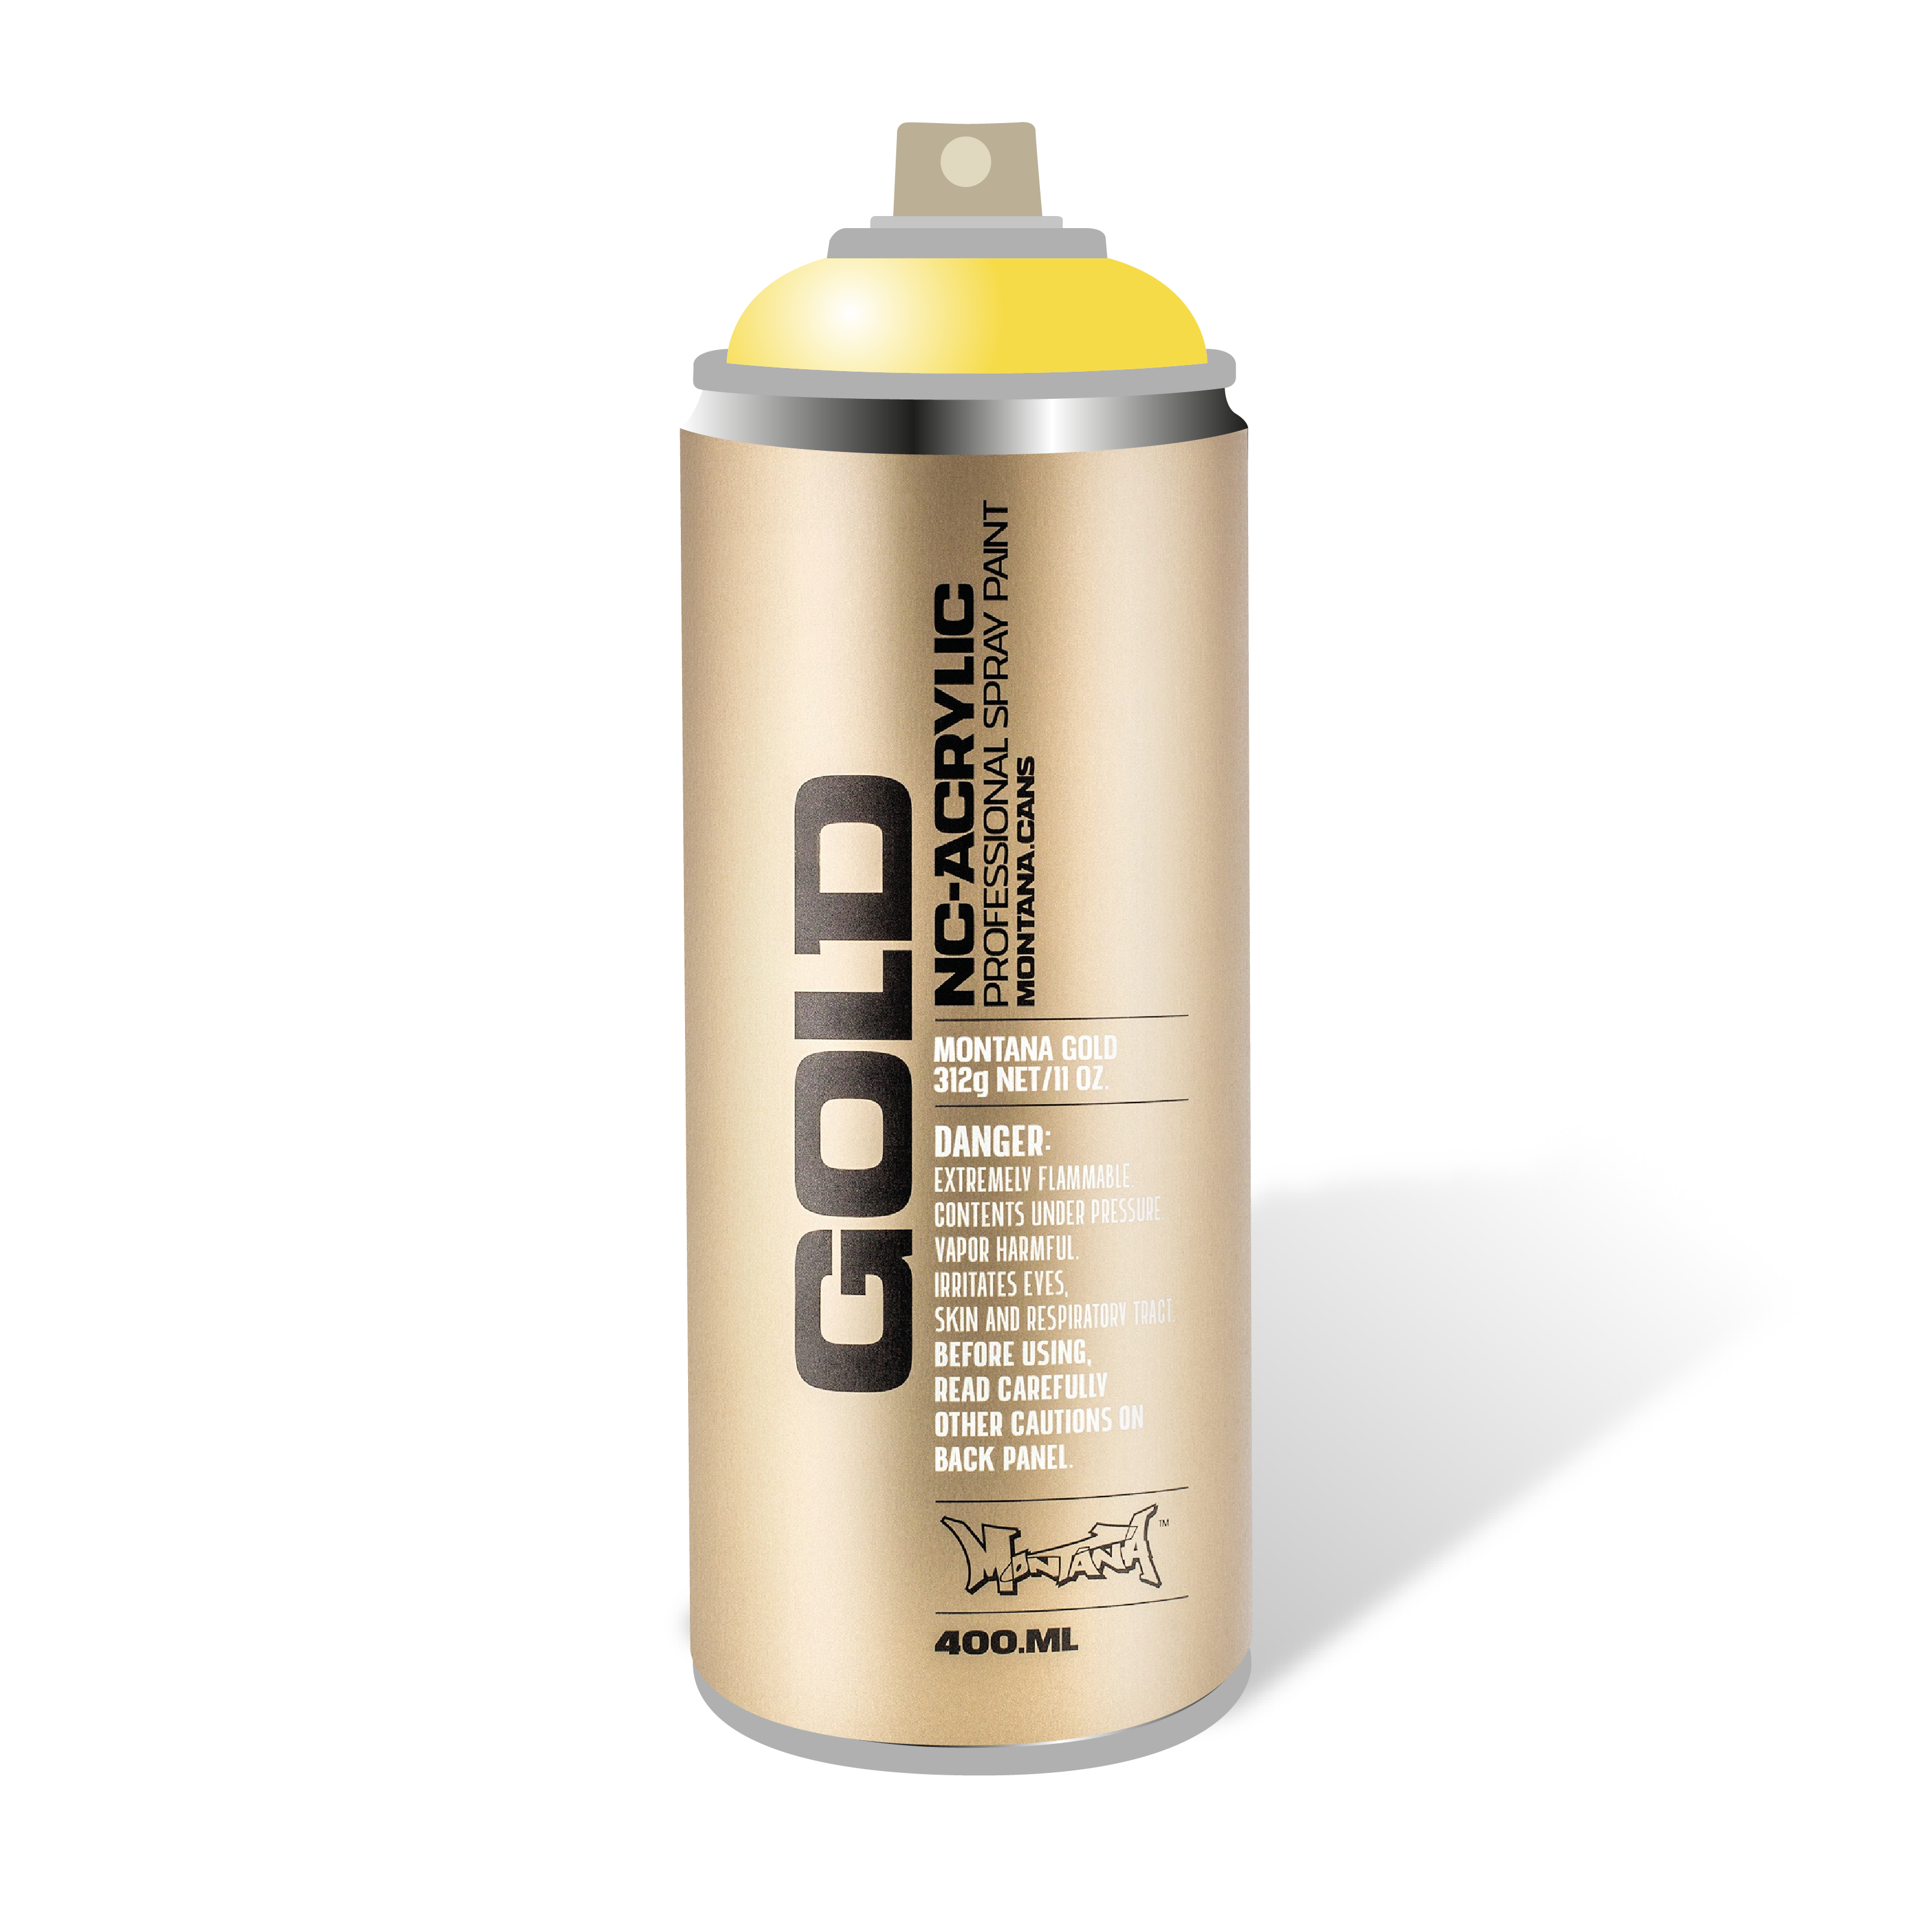 GOLD
NC-ACRYLIC
PROFESSIONAL SPRAY PAINT
MONTANA.CANS
MONTANA GOLD
312g NET/11 OZ.
DANGER:
EXTREMELY FLAMMABLE.
CONTENTS UNDER PRESSURE
VAPOR HARMFUL.
IRRITATES EYES,
SKIN AND RESPIRATORY TRACT.
BEFORE USING,
READ CAREFULLY
OTHER CAUTIONS ON
BACK PANEL.
MONTANA TM
400.ML